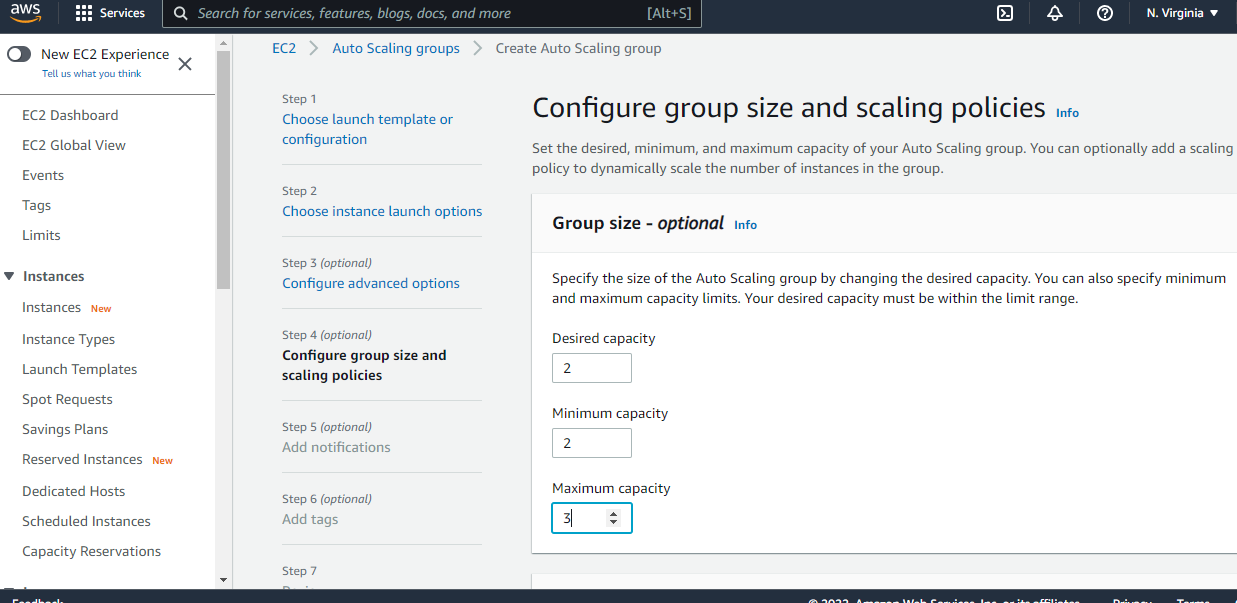 aws
Services
Search for services, features, blogs, docs, and more
[Alt+S]
N. Virginia
New EC2 Experience
Tell us what you think
EC2 Dashboard
EC2 Global View
Events
Tags
Limits
Instances
Instances New
Instance Types
Launch Templates
Spot Requests
Savings Plans
Reserved Instances New
Dedicated Hosts
Scheduled Instances
Capacity Reservations
EC2 > Auto Scaling groups > Create Auto Scaling group
Step 1
Choose launch template or
configuration
Step 2
Choose instance launch options
Step 3 (optional)
Configure advanced options
Step 4 (optional)
Configure group size and
scaling policies
Step 5 (optional)
Add notifications
Step 6 (optional)
Add tags
Step 7
Configure group size and scaling policies Info
Set the desired, minimum, and maximum capacity of your Auto Scaling group. You can optionally add a scaling
policy to dynamically scale the number of instances in the group.
Group size - optional Info
Specify the size of the Auto Scaling group by changing the desired capacity. You can also specify minimum
and maximum capacity limits. Your desired capacity must be within the limit range.
Desired capacity
2
Minimum capacity
2
Maximum capacity
3
Feedback
© 2022, Amazon Web Services, Inc. or its affiliates.
Privacy
Terms